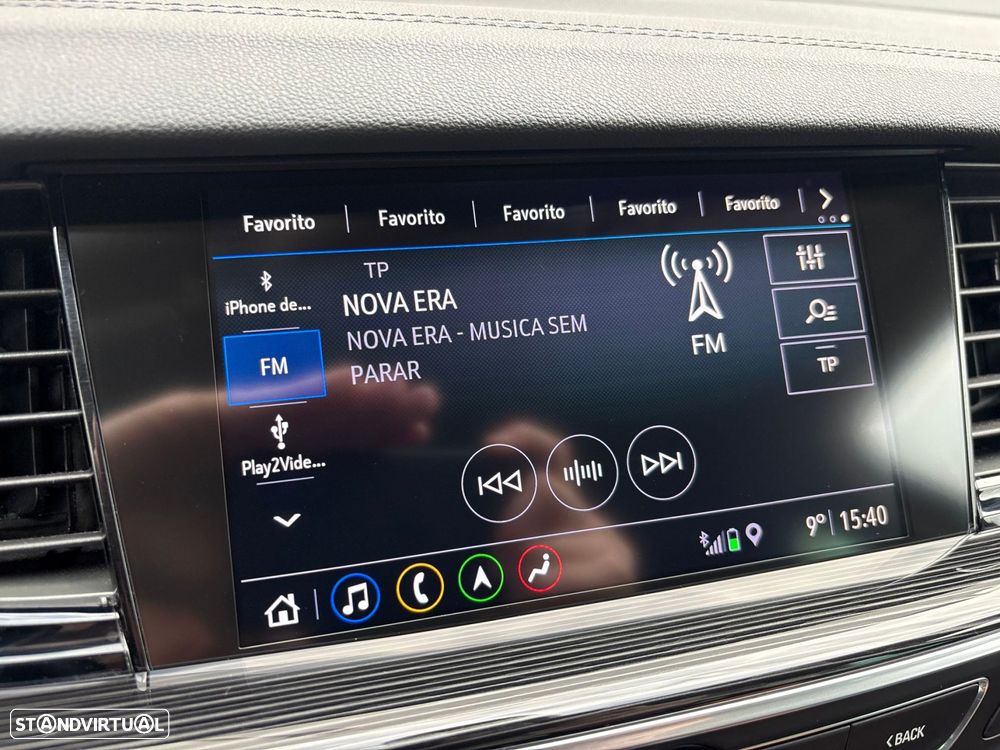 Favorito Favorito Favorito Favorito Favorito
iPhone de...
FM
Play2Vide...
TP
NOVA ERA
NOVA ERA - MUSICA SEM
PARAR
FM
TP
9° 15:40
BACK
STANDVIRTUAL